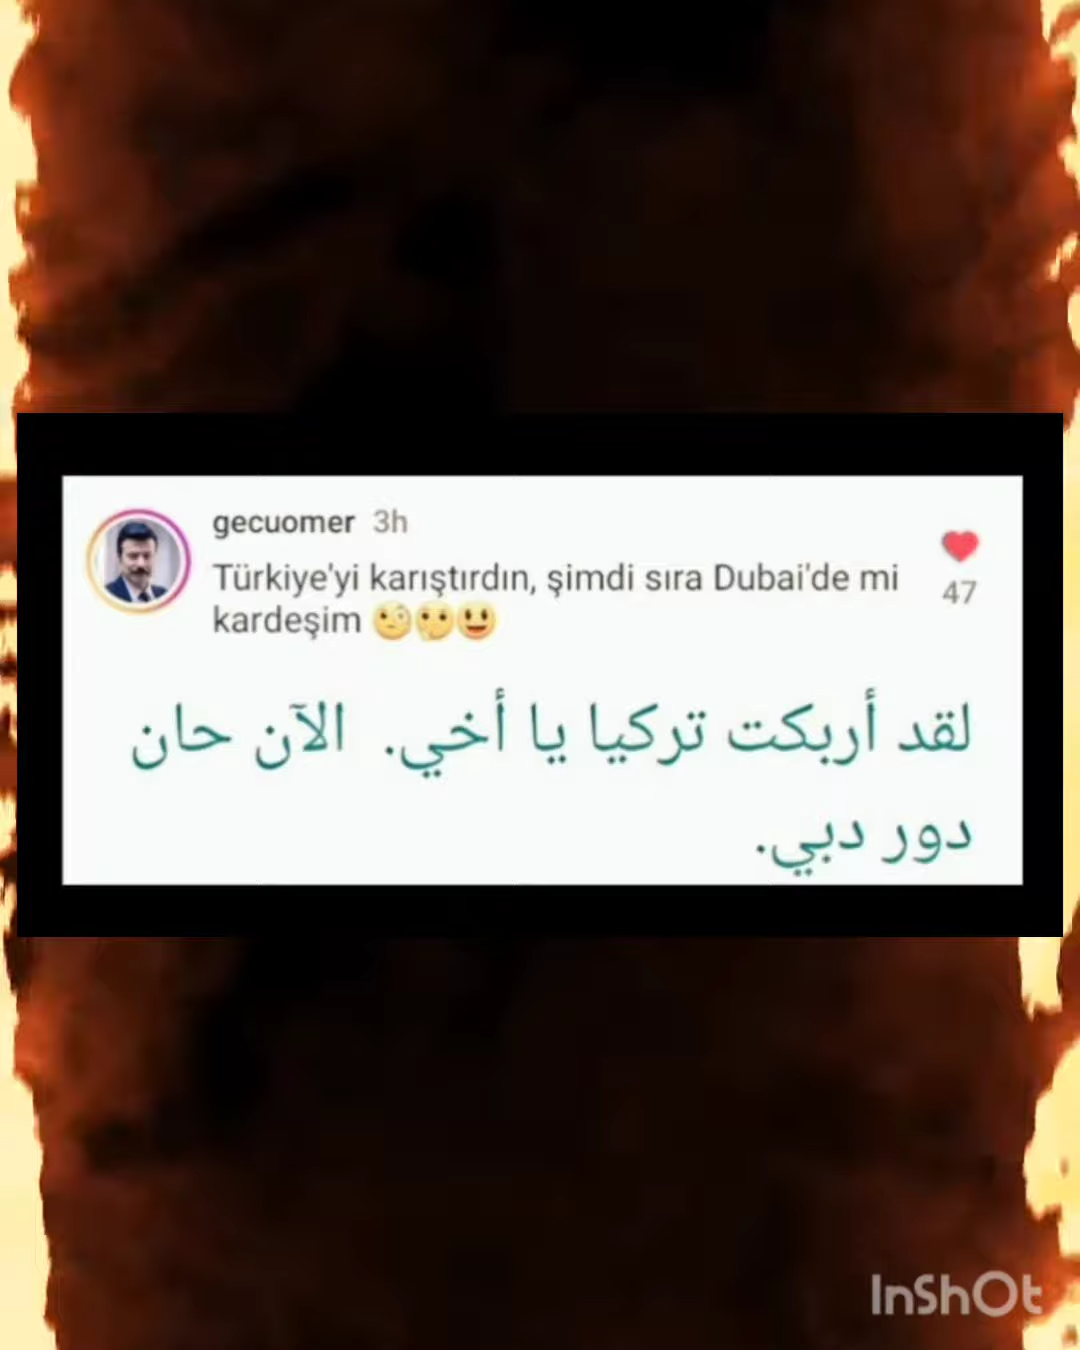 gecuomer 3h
Türkiye'yi karıştırdın, şimdi sıra Dubai'de mi
kardeşim 🧐🤔😃
47
لقد أربكت تركيا يا أخي. الآن حان
دور دبي.
InShOt